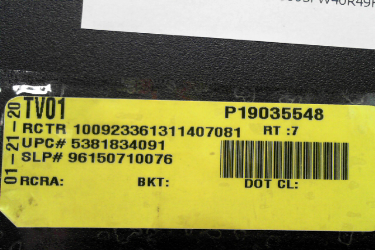 TV01 P19035548
RCTR 100923361311407081 RT :7
UPC# 5381834091
SLP# 96150710076
RCRA: BKT: DOT CL:
01-21-20